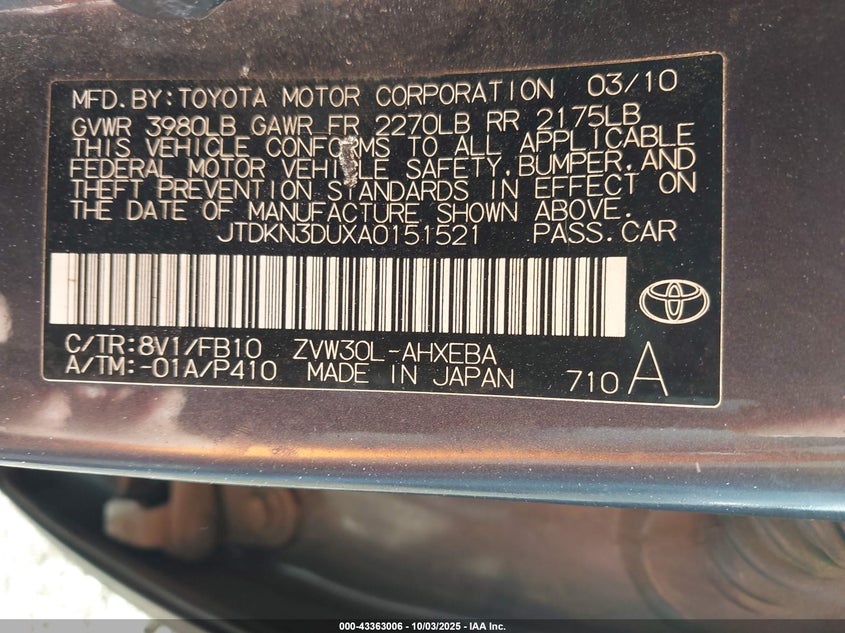 MFD. BY: TOYOTA MOTOR CORPORATION 03/10
GVWR 3980LB GAWR FR 2270LB RR 2175LB
THIS VEHICLE CONFORMS TO ALL APPLICABLE
FEDERAL MOTOR VEHICLE SAFETY, BUMPER, AND
THEFT PREVENTION STANDARDS IN EFFECT ON
THE DATE OF MANUFACTURE SHOWN ABOVE.
JTDKN3DUXA0151521 PASS. CAR
C/TR: 8V1/FB10 ZVW30L-AHXEBA
A/TM: -01A/P410 MADE IN JAPAN 710 A
000-43363006 - 10/03/2025 - IAA Inc.